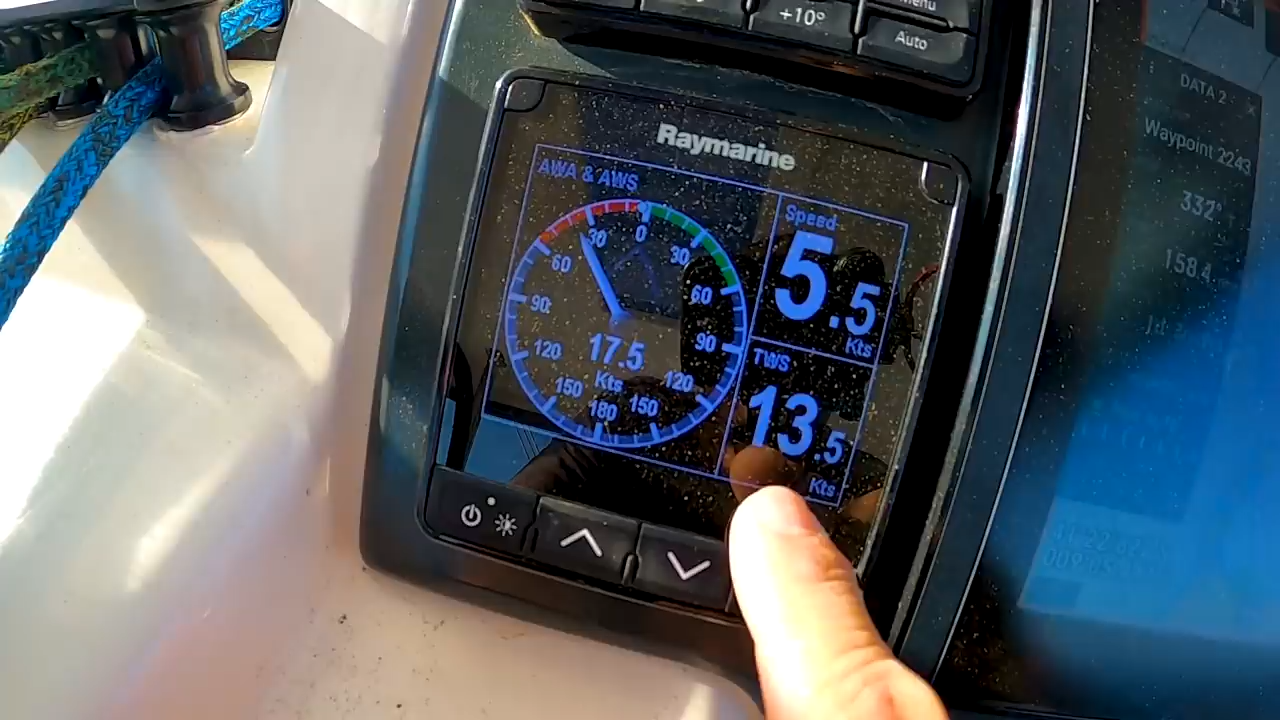 Menu
+10°
Auto
Raymarine
AWA & AWS
0
30
30
60
60
90
90
120
120
150
150
180
17.5
Kts
Speed
5.5
Kts
TWS
13.5
Kts
DATA 2
Waypoint 2243
332°
158.4